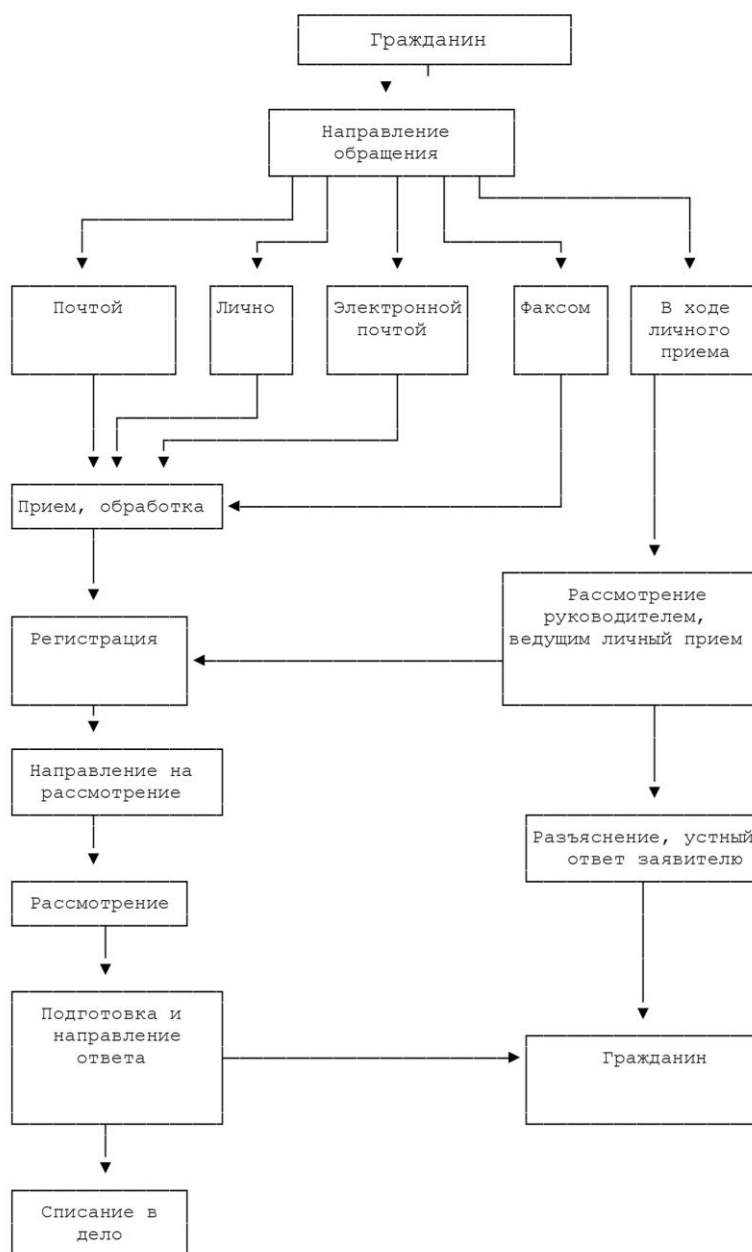 Гражданин
Направление
обращения
Почтой
Лично
Электронной
почтой
Факсом
В ходе
личного
приема
Прием, обработка
Рассмотрение
руководителем,
ведущим личный прием
Регистрация
Направление на
рассмотрение
Разъяснение, устный
ответ заявителю
Рассмотрение
Подготовка и
направление
ответа
Гражданин
Списание в
дело